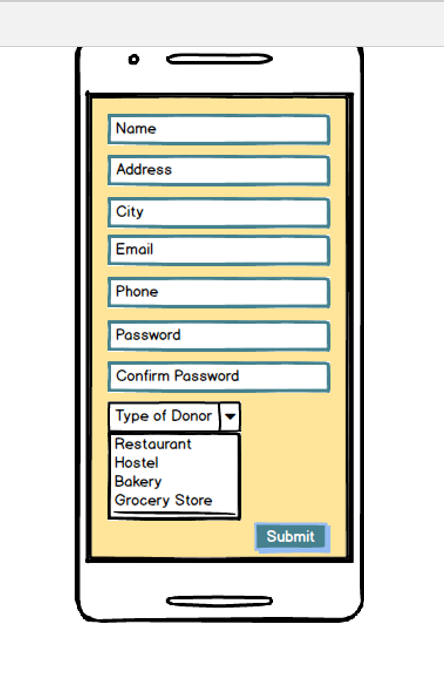 Name
Address
City
Email
Phone
Password
Confirm Password
Type of Donor
Restaurant
Hostel
Bakery
Grocery Store
Submit